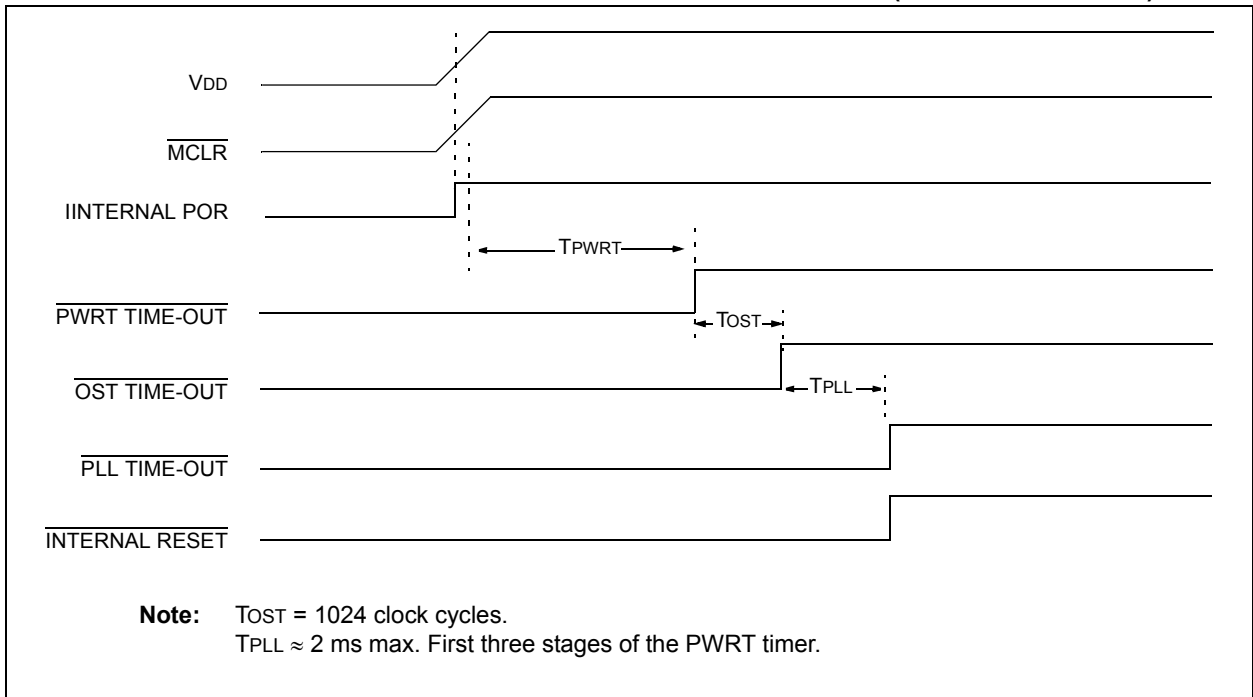 VDD
MCLR
IINTERNAL POR
TPWRT
PWRT TIME-OUT
TOST
OST TIME-OUT
TPLL
PLL TIME-OUT
INTERNAL RESET
Note: TOST = 1024 clock cycles.
TPLL ≈ 2 ms max. First three stages of the PWRT timer.